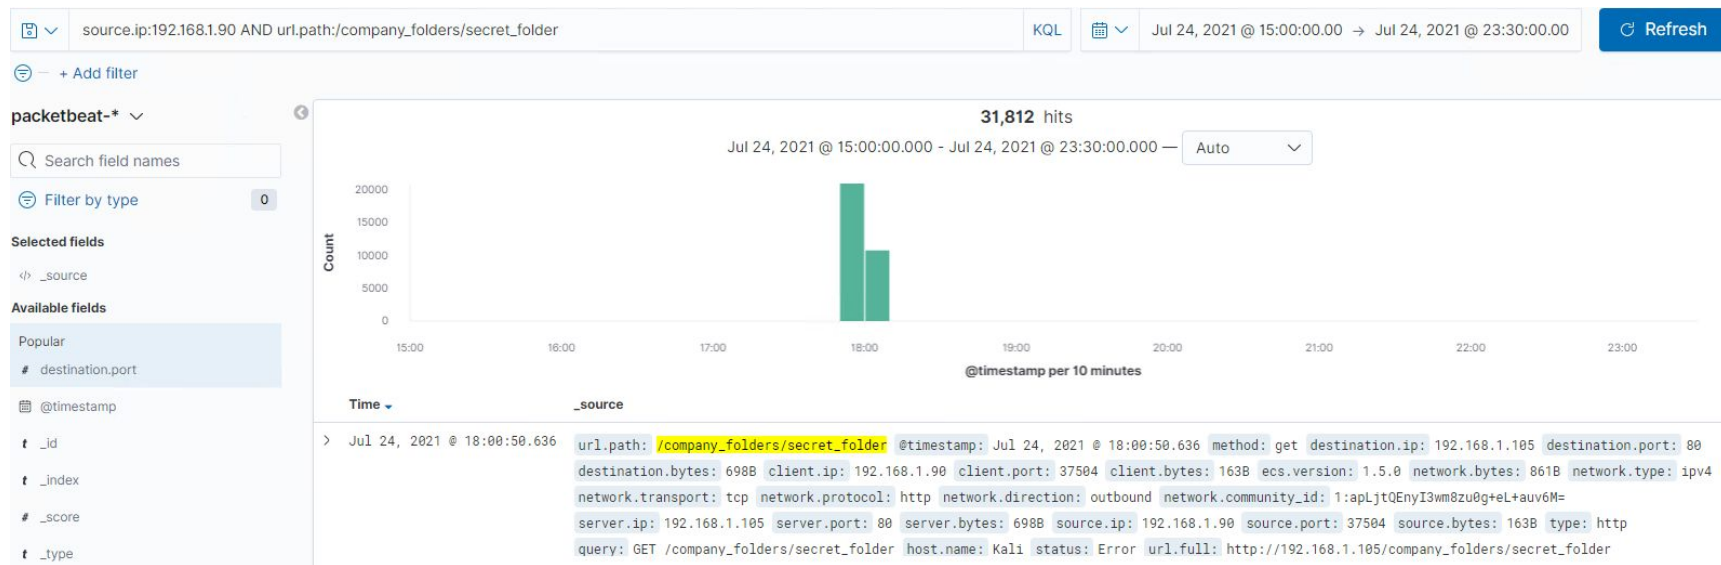 source.ip:192.168.1.90 AND url.path:/company_folders/secret_folder KQL Jul 24, 2021 @ 15:00:00.00 → Jul 24, 2021 @ 23:30:00.00 Refresh
+ Add filter
packetbeat-*
31,812 hits
Jul 24, 2021 @ 15:00:00.000 - Jul 24, 2021 @ 23:30:00.000 — Auto
Search field names
Filter by type 0
Selected fields
</> _source
Available fields
Popular
# destination.port
@timestamp
t _id
t _index
# _score
t _type
Count
20000
15000
10000
5000
0
15:00 16:00 17:00 18:00 19:00 20:00 21:00 22:00 23:00
@timestamp per 10 minutes
Time _source
Jul 24, 2021 @ 18:00:50.636 url.path: /company_folders/secret_folder @timestamp: Jul 24, 2021 @ 18:00:50.636 method: get destination.ip: 192.168.1.105 destination.port: 80
destination.bytes: 698B client.ip: 192.168.1.90 client.port: 37504 client.bytes: 163B ecs.version: 1.5.0 network.bytes: 861B network.type: ipv4
network.transport: tcp network.protocol: http network.direction: outbound network.community_id: 1:apLjtQEnyI3wm8zu0g+eL+auv6M=
server.ip: 192.168.1.105 server.port: 80 server.bytes: 698B source.ip: 192.168.1.90 source.port: 37504 source.bytes: 163B type: http
query: GET /company_folders/secret_folder host.name: Kali status: Error url.full: http://192.168.1.105/company_folders/secret_folder